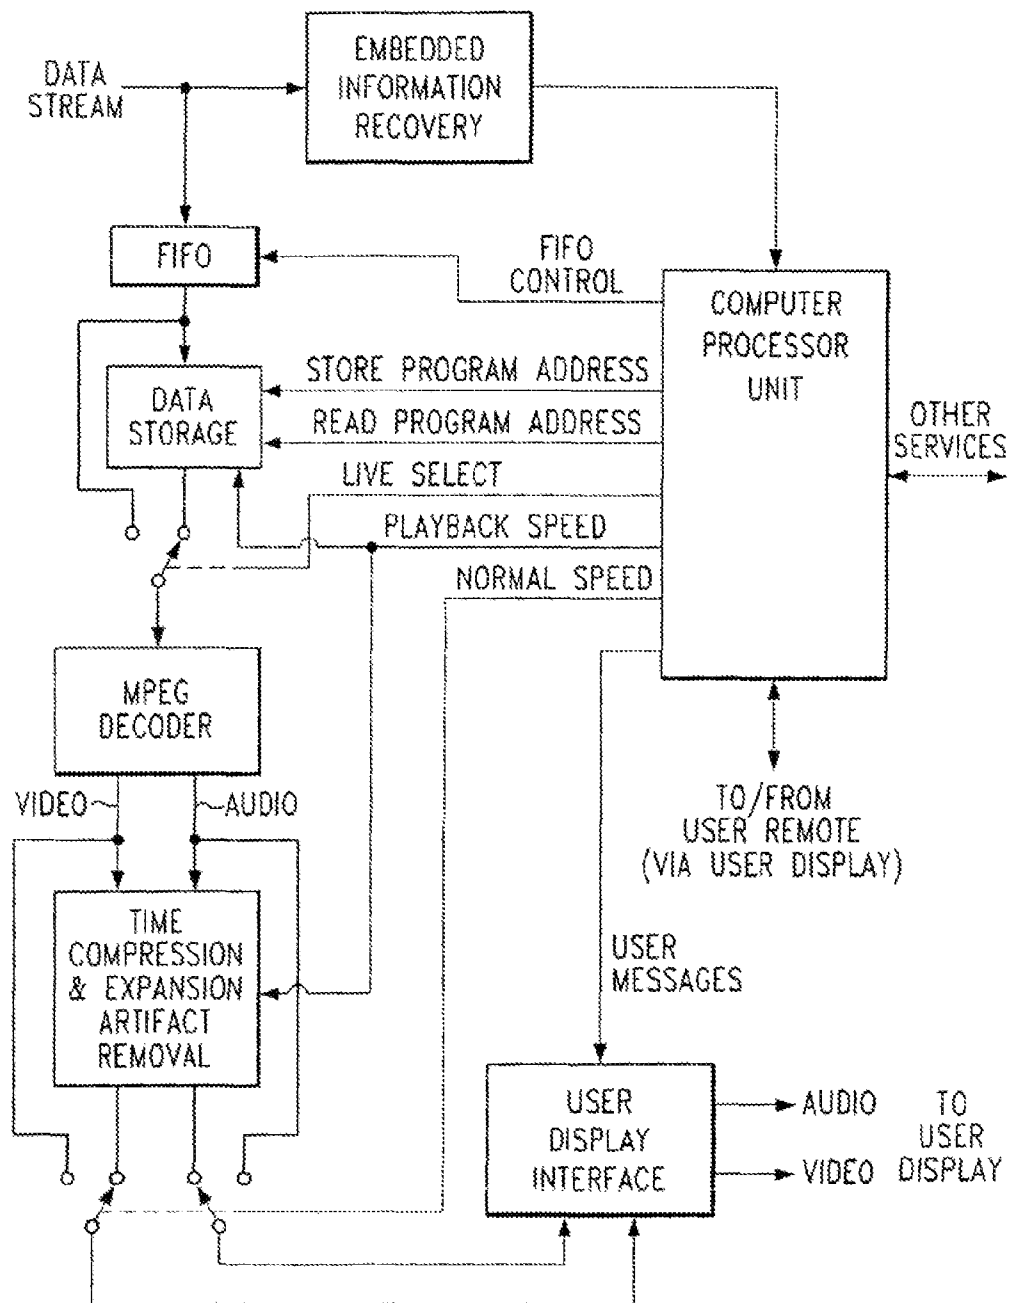 DATA
STREAM
EMBEDDED
INFORMATION
RECOVERY
FIFO
FIFO
CONTROL
COMPUTER
PROCESSOR
UNIT
STORE PROGRAM ADDRESS
DATA
STORAGE
READ PROGRAM ADDRESS
OTHER
SERVICES
LIVE SELECT
PLAYBACK SPEED
NORMAL SPEED
MPEG
DECODER
VIDEO
AUDIO
TO/FROM
USER REMOTE
(VIA USER DISPLAY)
TIME
COMPRESSION
& EXPANSION
ARTIFACT
REMOVAL
USER
MESSAGES
USER
DISPLAY
INTERFACE
AUDIO
VIDEO
TO
USER
DISPLAY